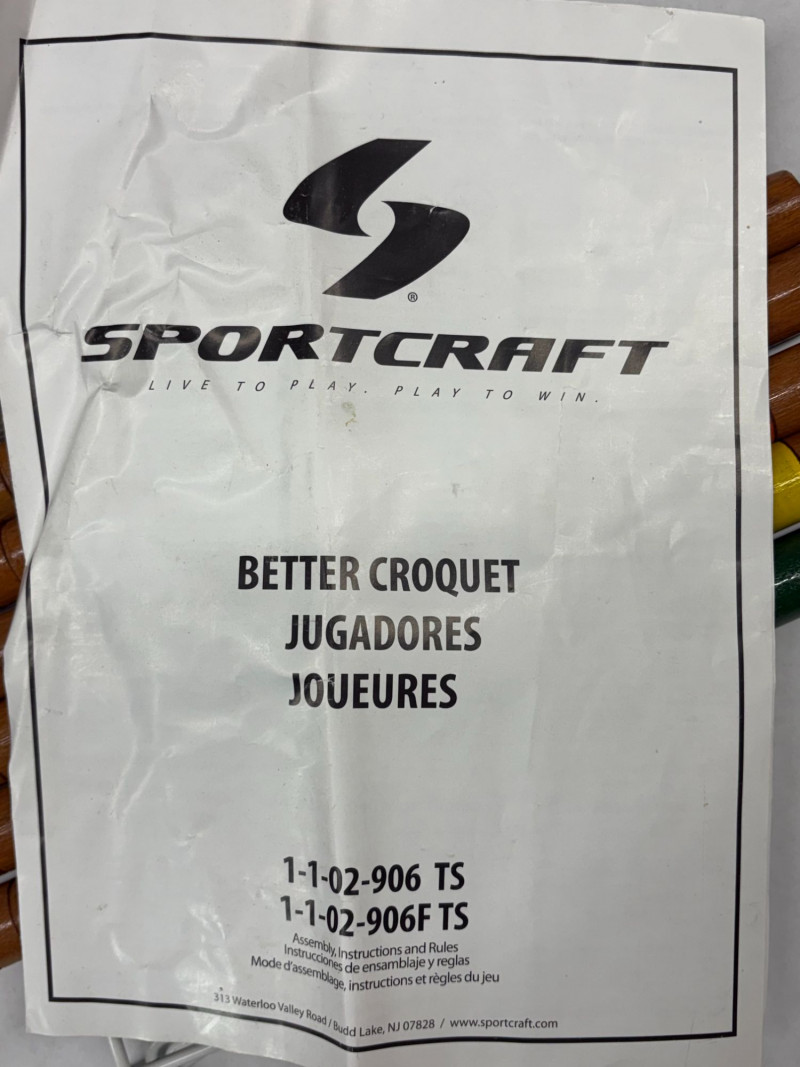 ®
SPORTCRAFT
LIVE TO PLAY. PLAY TO WIN.
BETTER CROQUET
JUGADORES
JOUEURES
1-1-02-906 TS
1-1-02-906F TS
Assembly, Instructions and Rules
Instrucciones de ensamblaje y reglas
Mode d'assemblage, instructions et règles du jeu
313 Waterloo Valley Road / Budd Lake, NJ 07828 / www.sportcraft.com